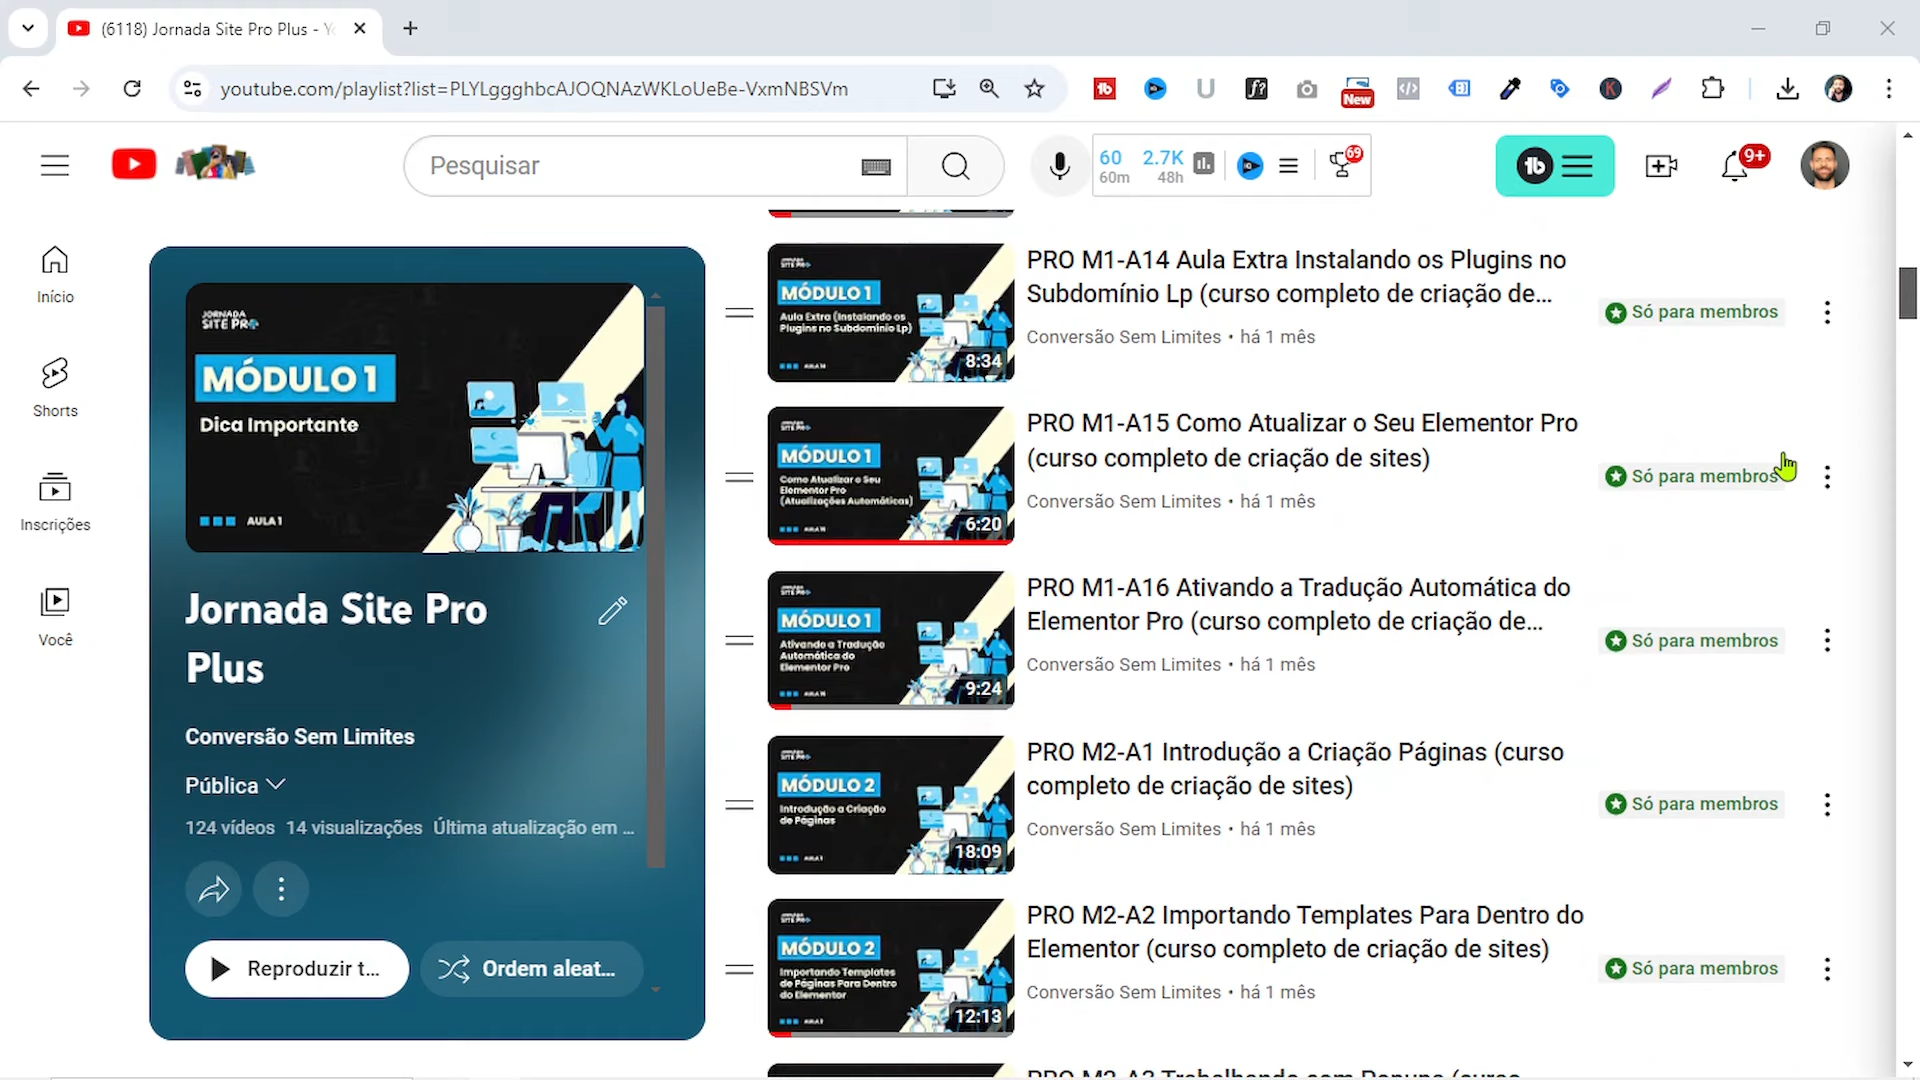 (6118) Jornada Site Pro Plus - Yo
youtube.com/playlist?list=PLYLggghbcAJOQNAzWKLoUeBe-VxmNBSVm
New
Pesquisar
60
60m
2.7K
48h
69
9+
Início
Shorts
Inscrições
Você
JORNADA
SITE PRO
MÓDULO 1
Dica Importante
AULA 1
Jornada Site Pro
Plus
Conversão Sem Limites
Pública
124 vídeos 14 visualizações Última atualização em ...
Reproduzir t...
Ordem aleat...
MÓDULO 1
Aula Extra (Instalando os
Plugins no Subdomínio Lp)
8:34
PRO M1-A14 Aula Extra Instalando os Plugins no
Subdomínio Lp (curso completo de criação de...
Conversão Sem Limites • há 1 mês
Só para membros
MÓDULO 1
Como Atualizar o Seu
Elementor Pro
(Atualizações Automáticas)
6:20
PRO M1-A15 Como Atualizar o Seu Elementor Pro
(curso completo de criação de sites)
Conversão Sem Limites • há 1 mês
Só para membros
MÓDULO 1
Ativando a Tradução
Automática do
Elementor Pro
9:24
PRO M1-A16 Ativando a Tradução Automática do
Elementor Pro (curso completo de criação de...
Conversão Sem Limites • há 1 mês
Só para membros
MÓDULO 2
Introdução a Criação
de Páginas
18:09
PRO M2-A1 Introdução a Criação Páginas (curso
completo de criação de sites)
Conversão Sem Limites • há 1 mês
Só para membros
MÓDULO 2
Importando Templates
de Páginas Para Dentro
do Elementor
12:13
PRO M2-A2 Importando Templates Para Dentro do
Elementor (curso completo de criação de sites)
Conversão Sem Limites • há 1 mês
Só para membros